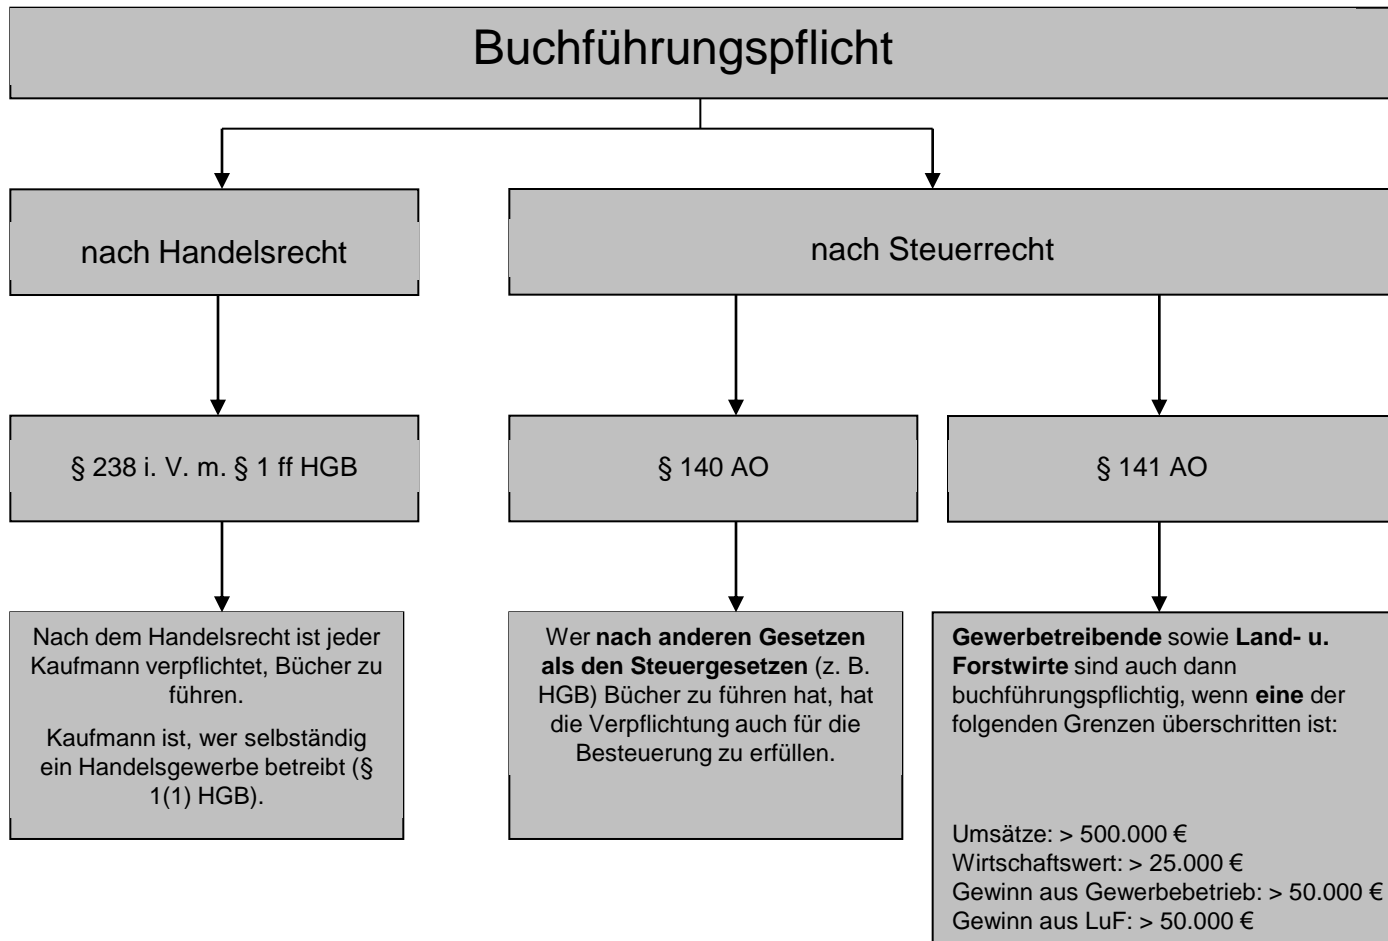 Buchführungspflicht
nach Handelsrecht
nach Steuerrecht
§ 238 i. V. m. § 1 ff HGB
§ 140 AO
§ 141 AO
Nach dem Handelsrecht ist jeder
Kaufmann verpflichtet, Bücher zu
führen.
Kaufmann ist, wer selbständig
ein Handelsgewerbe betreibt (§
1(1) HGB).
Wer nach anderen Gesetzen
als den Steuergesetzen (z. B.
HGB) Bücher zu führen hat, hat
die Verpflichtung auch für die
Besteuerung zu erfüllen.
Gewerbetreibende sowie Land- u.
Forstwirte sind auch dann
buchführungspflichtig, wenn eine der
folgenden Grenzen überschritten ist:
Umsätze: > 500.000 €
Wirtschaftswert: > 25.000 €
Gewinn aus Gewerbebetrieb: > 50.000 €
Gewinn aus LuF: > 50.000 €